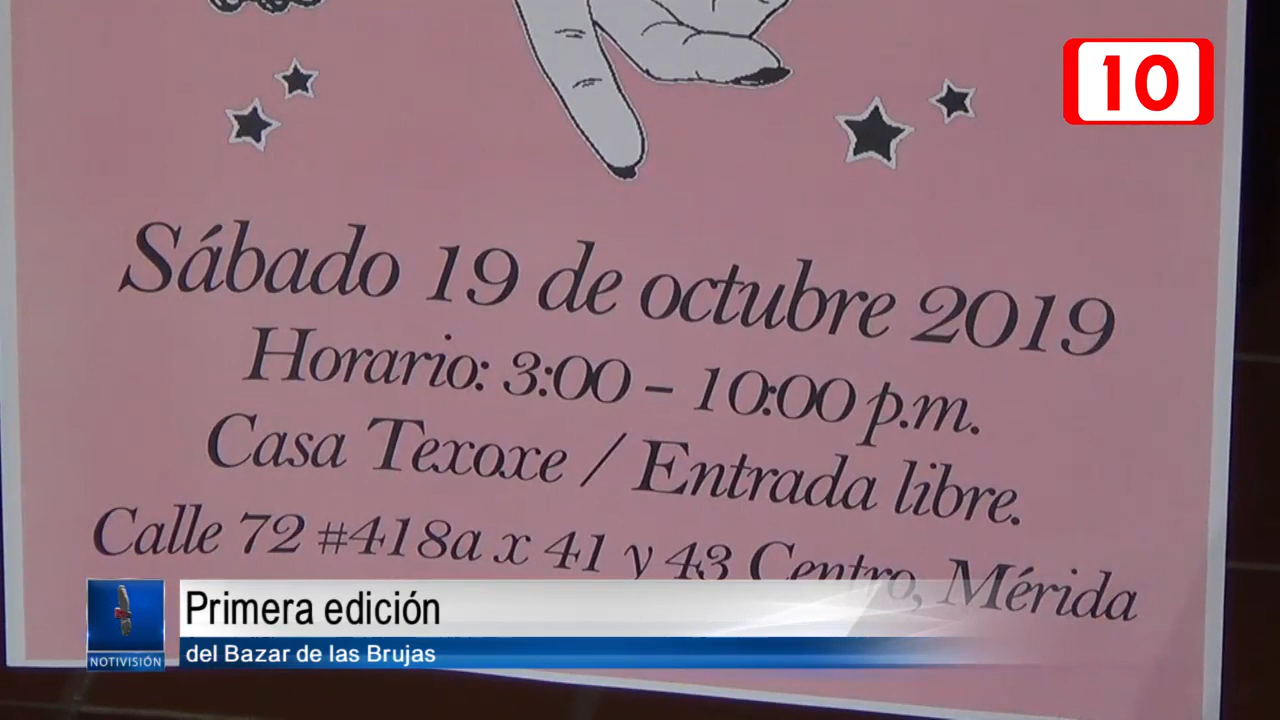 10
Sábado 19 de octubre 2019
Horario: 3:00 - 10:00 p.m.
Casa Texoxe / Entrada libre.
Calle 72 #418a x 41 y 43 Centro, Mérida
Primera edición
NOTIVISIÓN
del Bazar de las Brujas